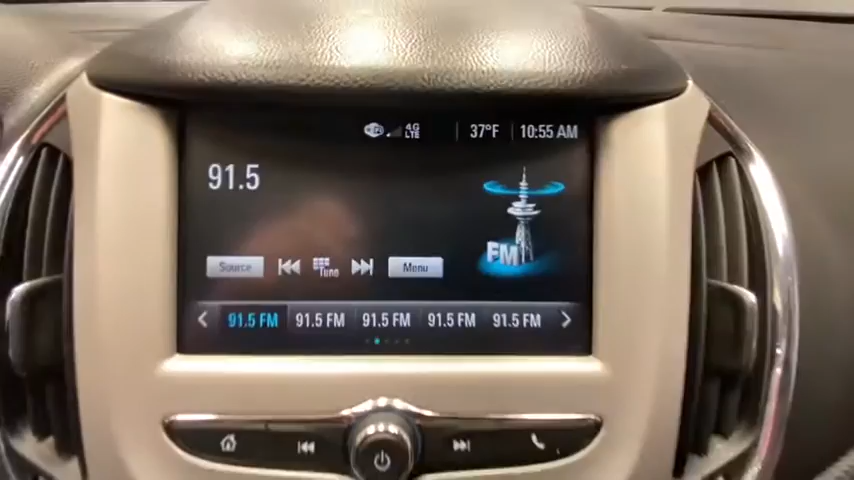 4G LTE 37°F 10:55 AM
91.5
FM
Source Tune Menu
91.5 FM 91.5 FM 91.5 FM 91.5 FM 91.5 FM